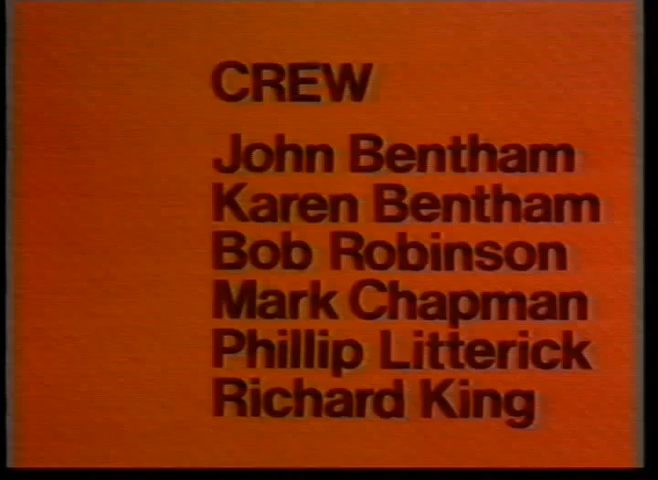 CREW
John Bentham
Karen Bentham
Bob Robinson
Mark Chapman
Phillip Litterick
Richard King